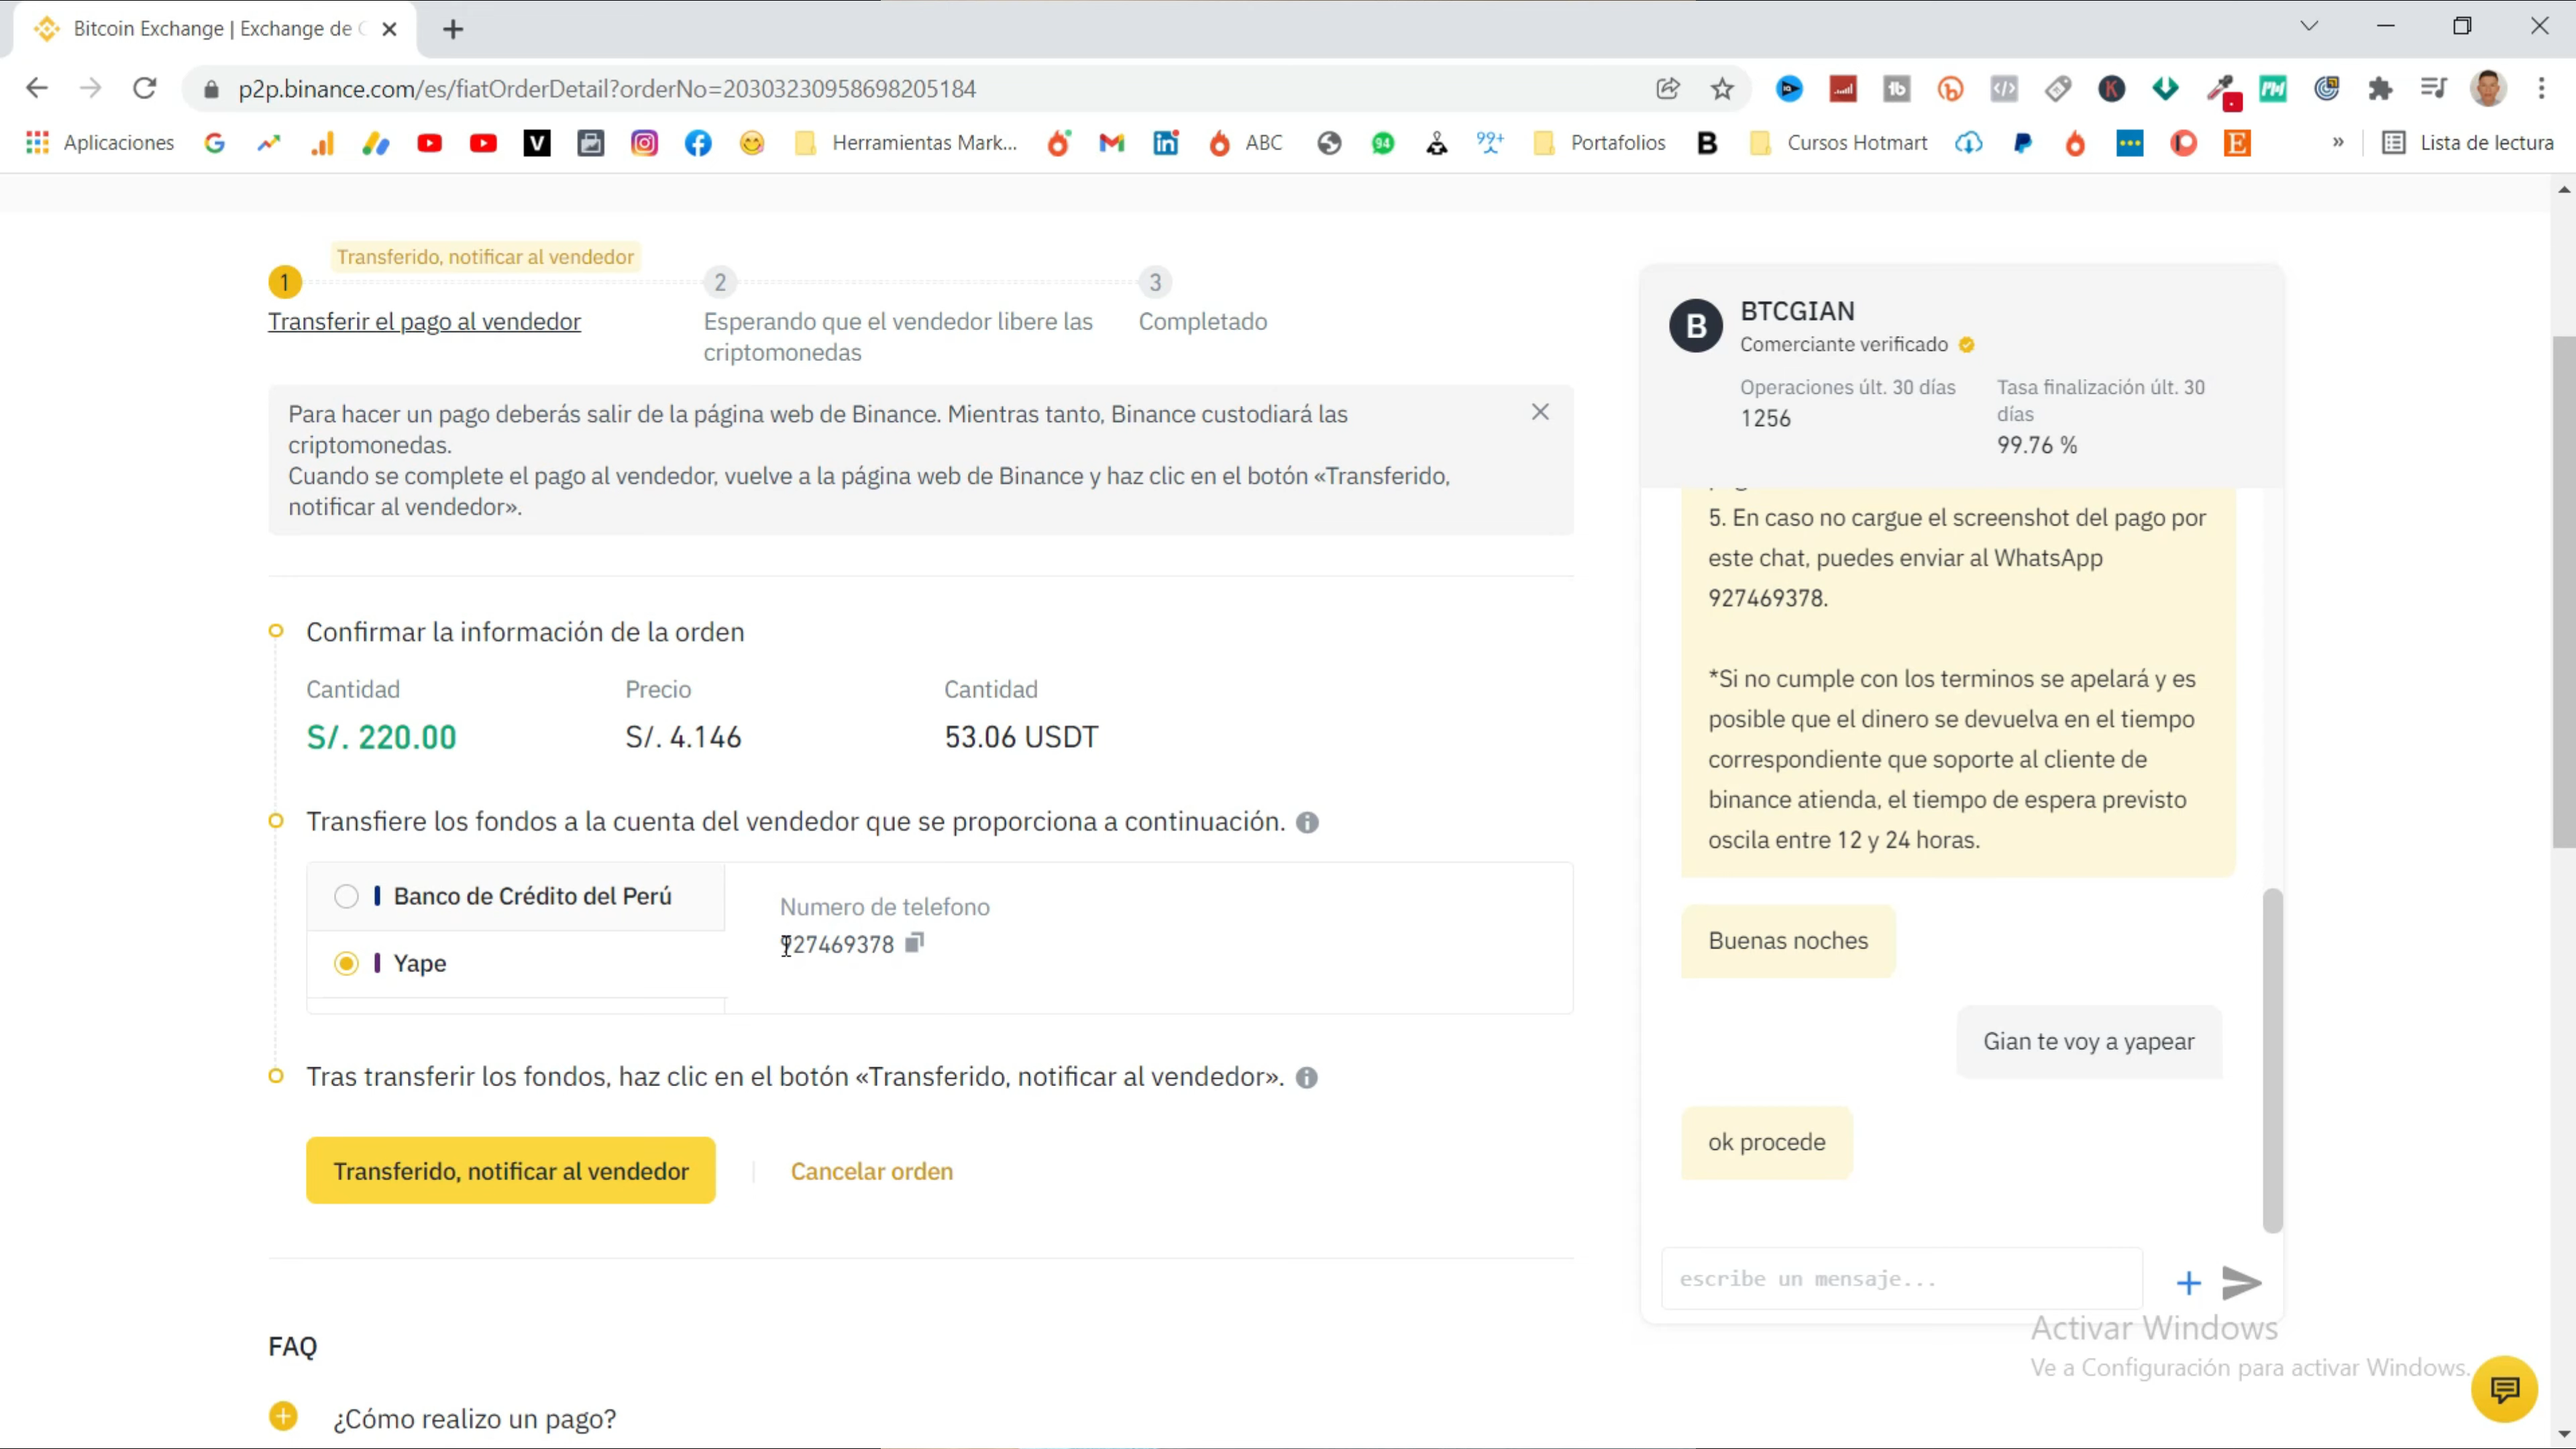 Bitcoin Exchange | Exchange de C
p2p.binance.com/es/fiatOrderDetail?orderNo=20303230958698205184
Aplicaciones
Herramientas Mark...
ABC
94
99+
Portafolios
Cursos Hotmart
»
Lista de lectura
Transferido, notificar al vendedor
1
2
3
Transferir el pago al vendedor
Esperando que el vendedor libere las
criptomonedas
Completado
Para hacer un pago deberás salir de la página web de Binance. Mientras tanto, Binance custodiará las
criptomonedas.
Cuando se complete el pago al vendedor, vuelve a la página web de Binance y haz clic en el botón «Transferido,
notificar al vendedor».
Confirmar la información de la orden
Cantidad
Precio
Cantidad
S/. 220.00
S/. 4.146
53.06 USDT
Transfiere los fondos a la cuenta del vendedor que se proporciona a continuación.
Banco de Crédito del Perú
Yape
Numero de telefono
927469378
Tras transferir los fondos, haz clic en el botón «Transferido, notificar al vendedor».
Transferido, notificar al vendedor
Cancelar orden
FAQ
¿Cómo realizo un pago?
B
BTCGIAN
Comerciante verificado
Operaciones últ. 30 días
1256
Tasa finalización últ. 30
días
99.76 %
5. En caso no cargue el screenshot del pago por
este chat, puedes enviar al WhatsApp
927469378.
*Si no cumple con los terminos se apelará y es
posible que el dinero se devuelva en el tiempo
correspondiente que soporte al cliente de
binance atienda, el tiempo de espera previsto
oscila entre 12 y 24 horas.
Buenas noches
Gian te voy a yapear
ok procede
escribe un mensaje...
Activar Windows
Ve a Configuración para activar Windows.